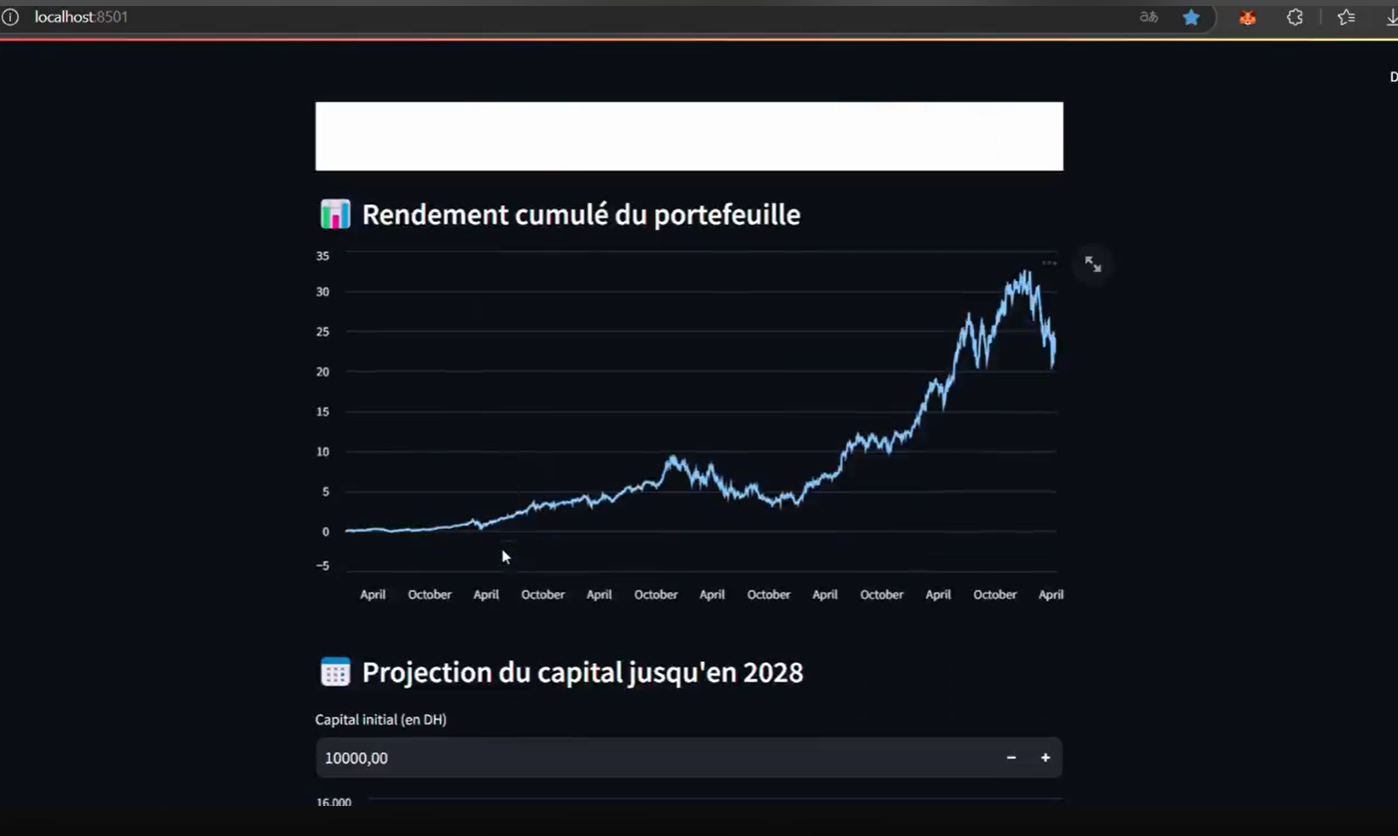 localhost:8501
あ
D
Rendement cumulé du portefeuille
35
30
25
20
15
10
5
0
−5
April October April October April October April October April October April October April
Projection du capital jusqu'en 2028
Capital initial (en DH)
10000,00
− +
16,000